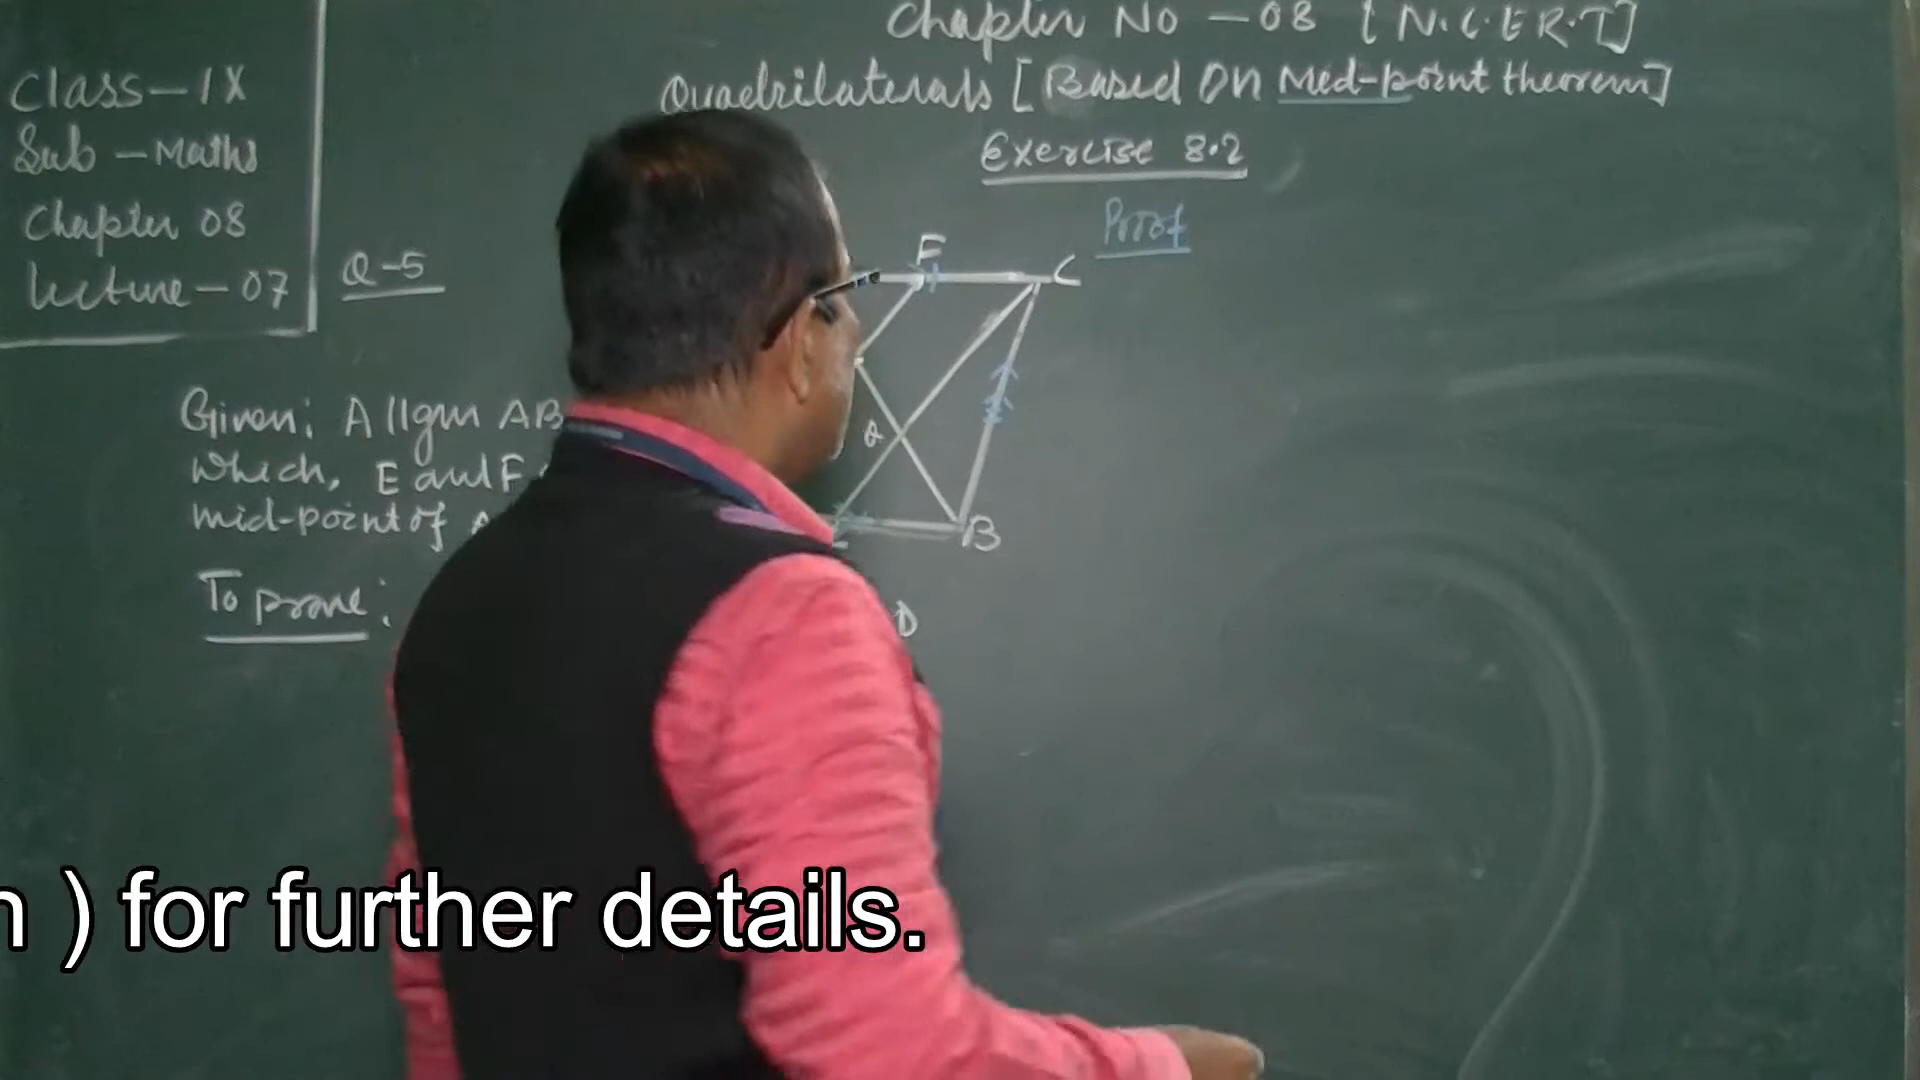 Chapter No - 08 [N.C.E.R.T]
Quadrilaterals [Based On Mid-point theorem]
Exercise 8.2
Class - IX
Sub - Maths
Chapter 08
Lecture - 07
Q-5
Proof
F
C
Q
B
Given: A ||gm AB
which, E and F
mid-point of
To prove:
D
) for further details.